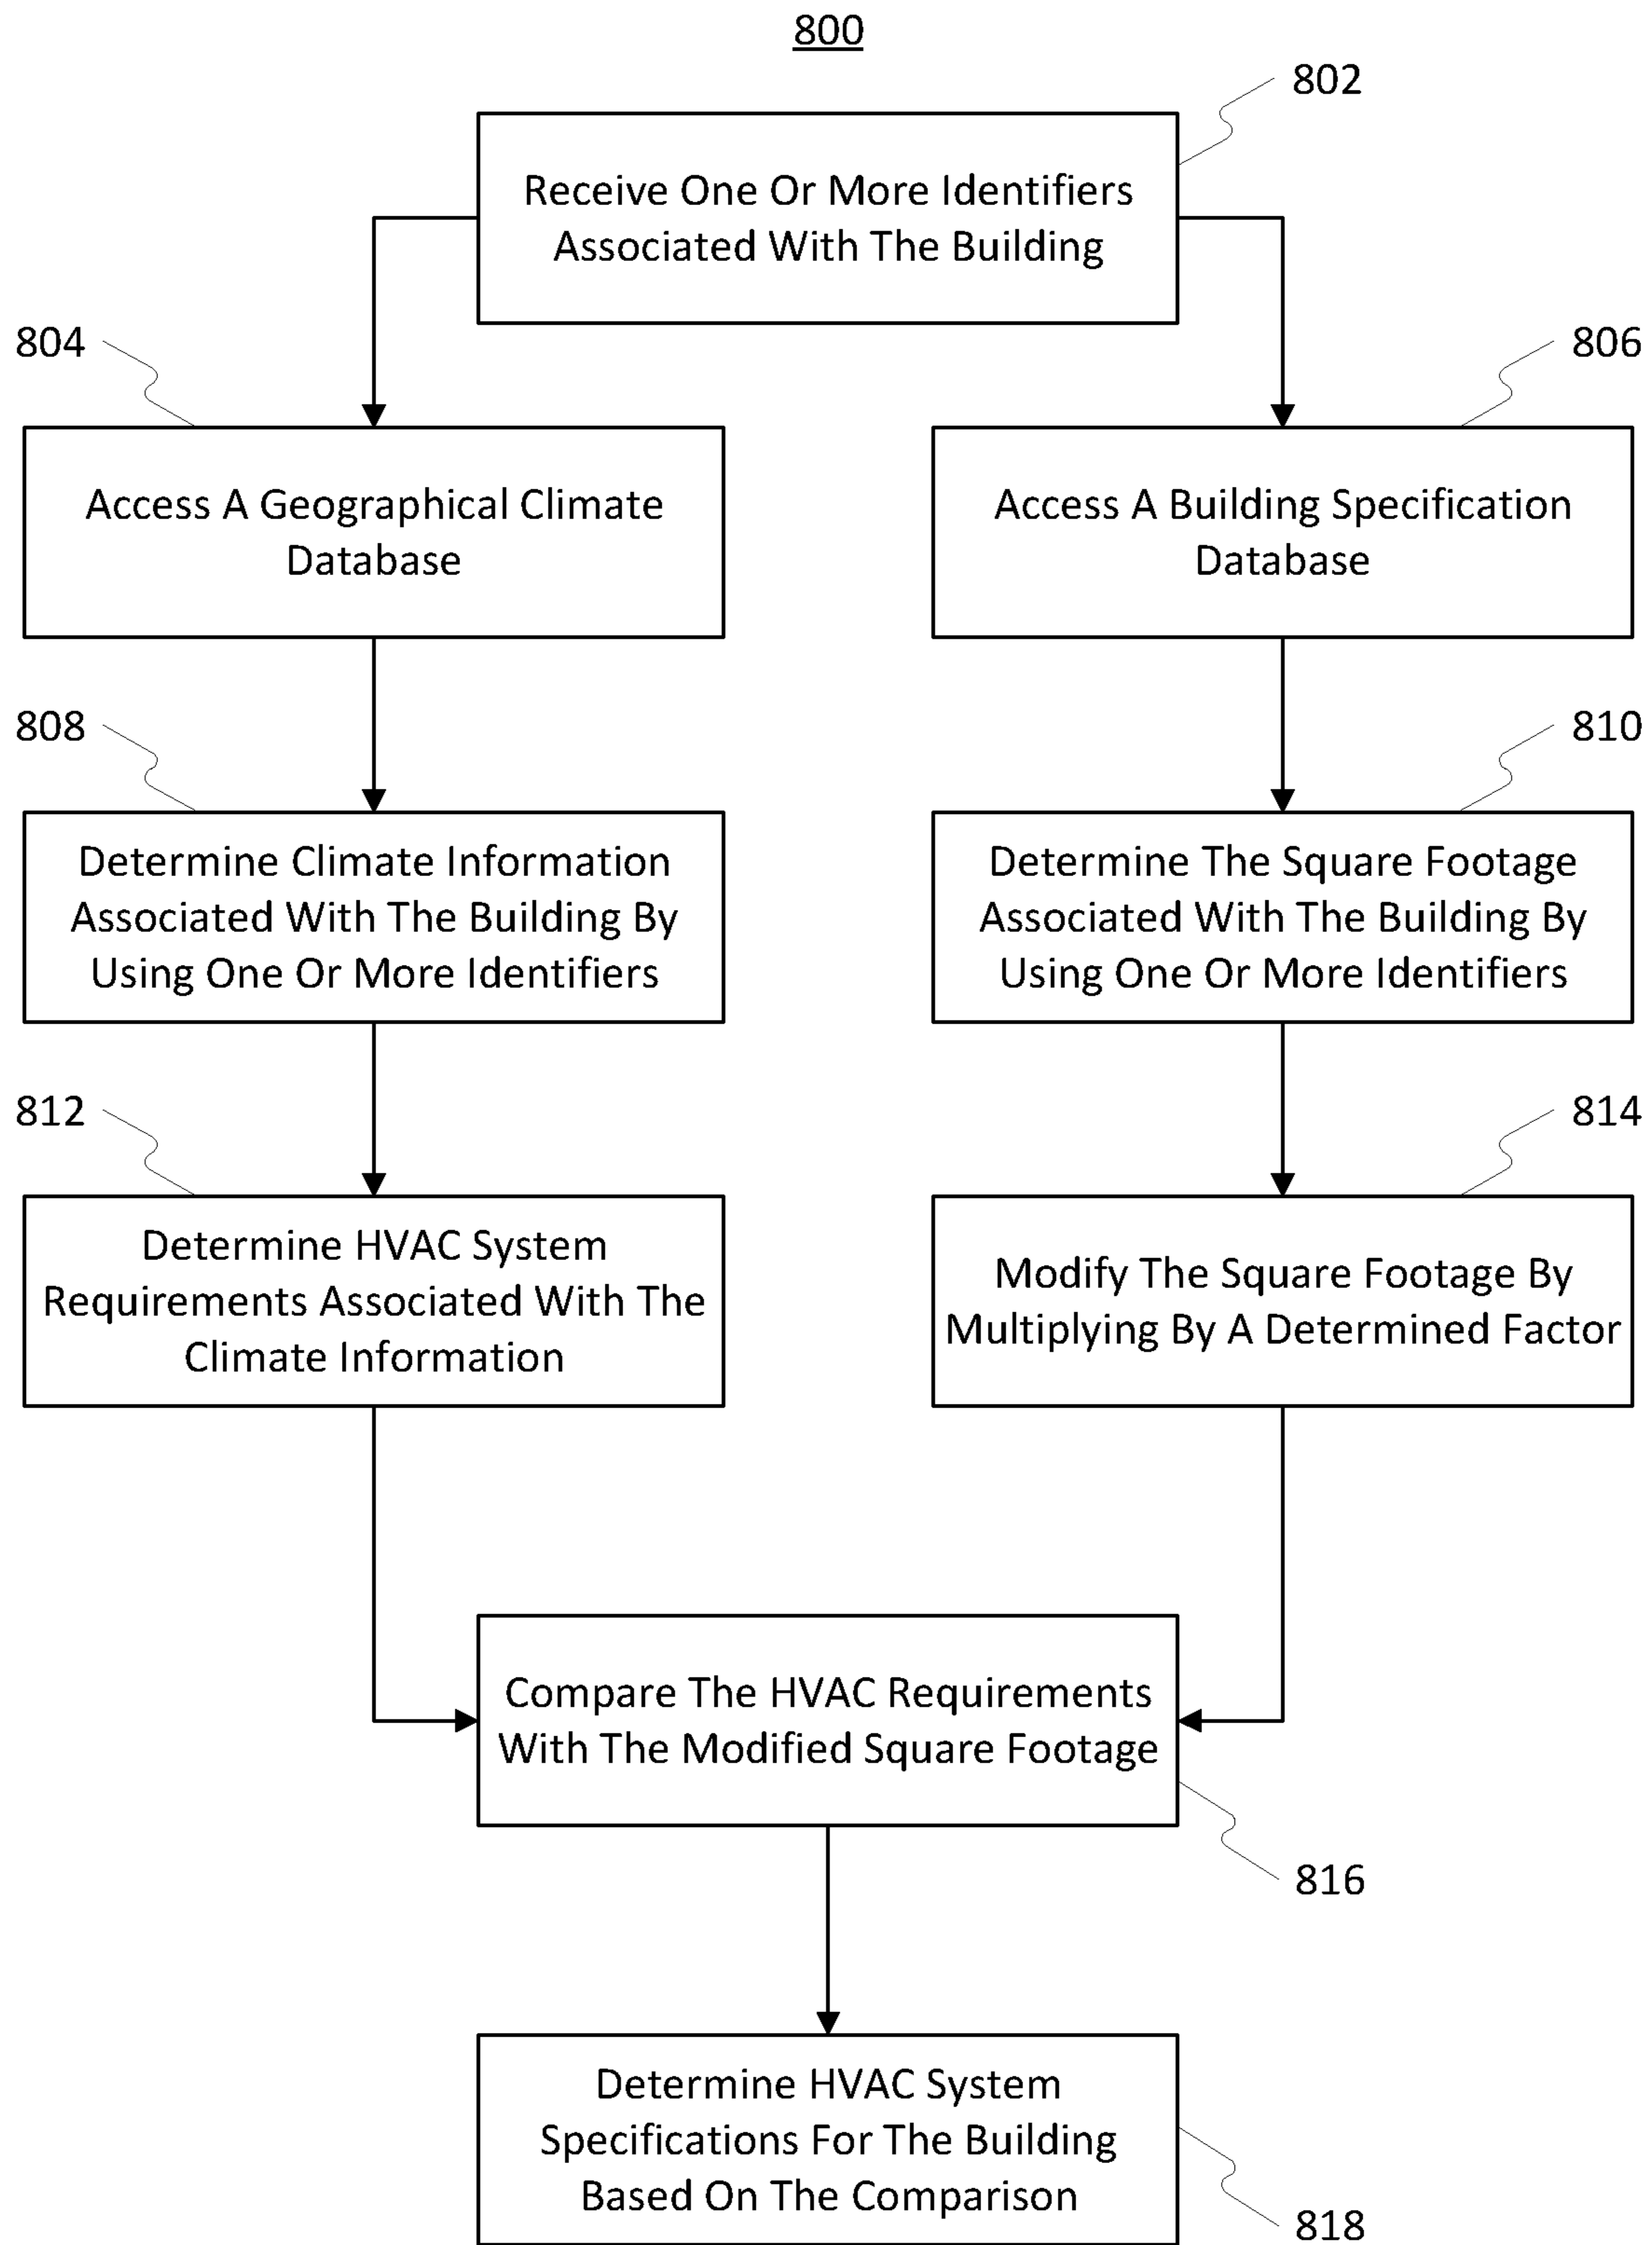 800
802
Receive One Or More Identifiers
Associated With The Building
804
806
Access A Geographical Climate
Database
Access A Building Specification
Database
808
810
Determine Climate Information
Associated With The Building By
Using One Or More Identifiers
Determine The Square Footage
Associated With The Building By
Using One Or More Identifiers
812
814
Determine HVAC System
Requirements Associated With The
Climate Information
Modify The Square Footage By
Multiplying By A Determined Factor
Compare The HVAC Requirements
With The Modified Square Footage
816
Determine HVAC System
Specifications For The Building
Based On The Comparison
818